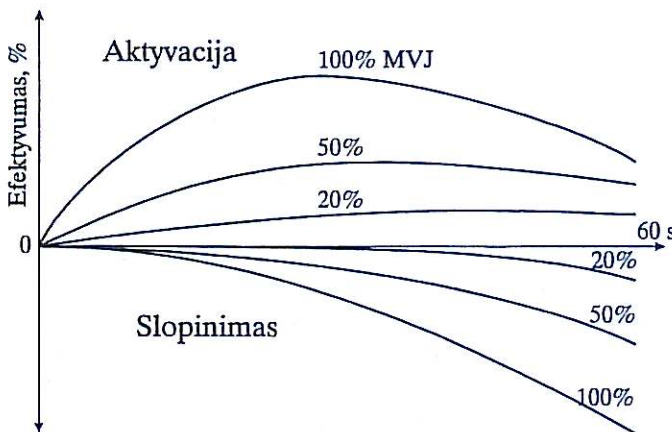 Efektyvumas, %
Aktyvacija
100% MVJ
50%
20%
0
60 s
20%
50%
Slopinimas
100%